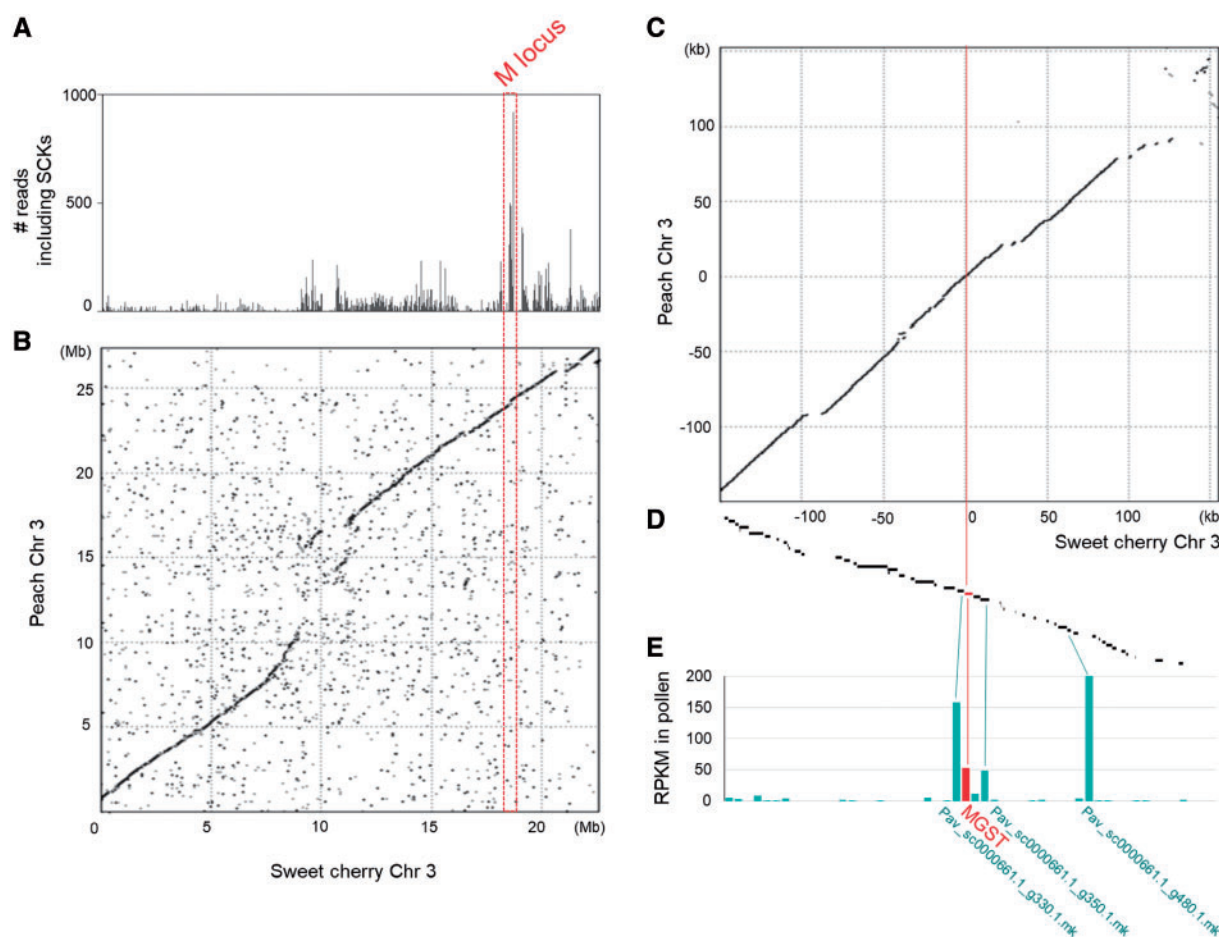 A
M locus
# reads
including SCKs
1000
500
0
B
(Mb)
25
20
15
10
5
Peach Chr 3
0
5
10
15
20
(Mb)
Sweet cherry Chr 3
C
(kb)
100
50
0
-50
-100
Peach Chr 3
-100
-50
0
50
100
(kb)
Sweet cherry Chr 3
D
E
RPKM in pollen
200
150
100
50
0
Pav_sc0000661.1_g330.1.mk
MGST
Pav_sc0000661.1_g350.1.mk
Pav_sc0000661.1_g480.1.mk